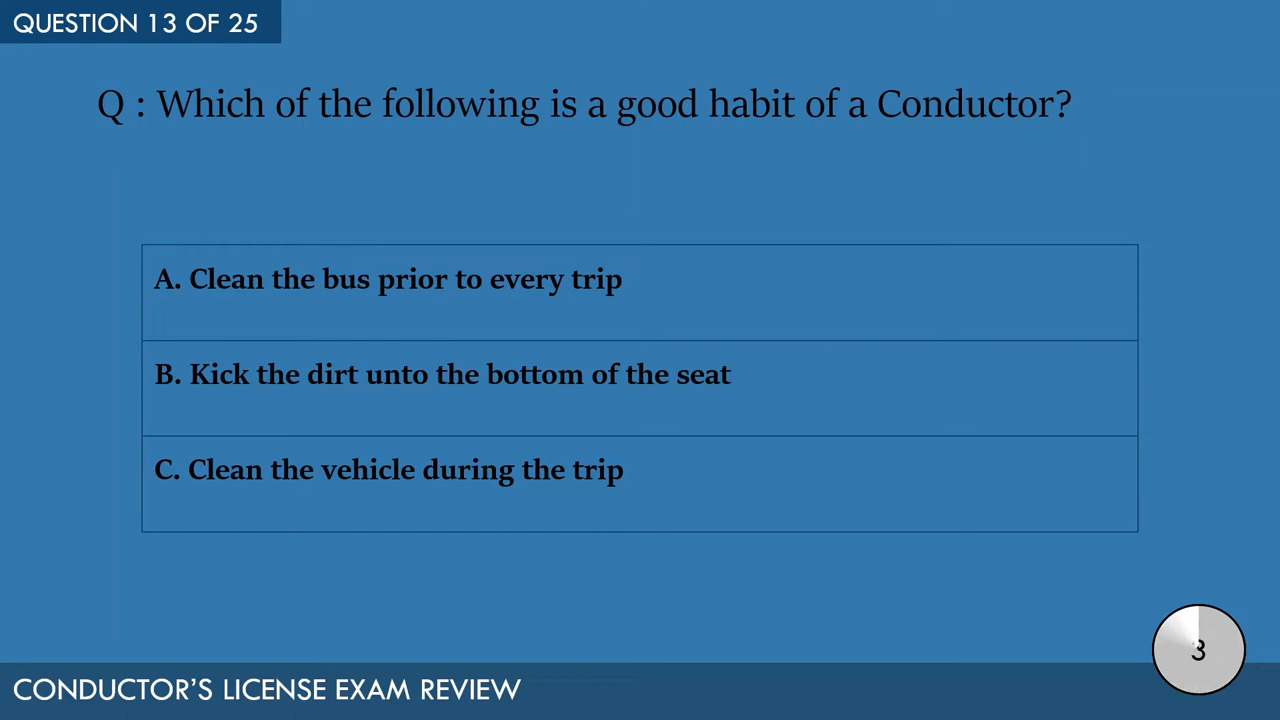 QUESTION 13 OF 25
Q : Which of the following is a good habit of a Conductor?
A. Clean the bus prior to every trip
B. Kick the dirt unto the bottom of the seat
C. Clean the vehicle during the trip
3
CONDUCTOR'S LICENSE EXAM REVIEW